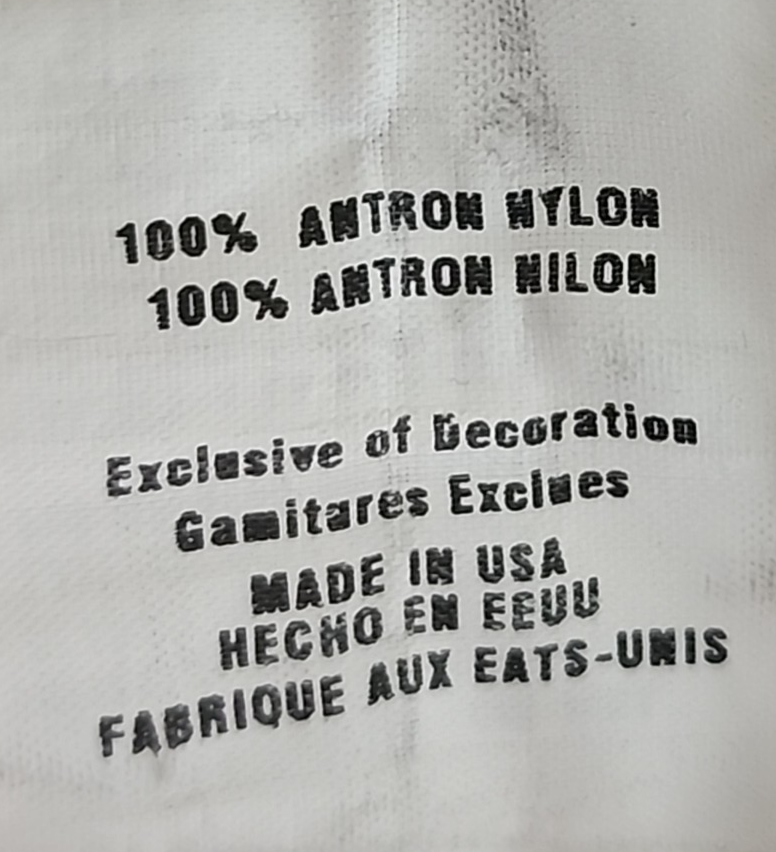 100% ANTRON NYLON
100% ANTRON NILON
Exclusive of Decoration
Gamitures Exclues
MADE IN USA
HECHO EN EEUU
FABRIQUE AUX EATS-UNIS